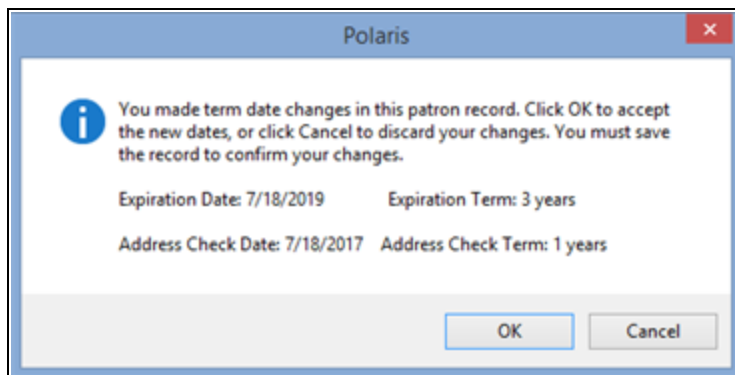 Polaris
You made term date changes in this patron record. Click OK to accept
the new dates, or click Cancel to discard your changes. You must save
the record to confirm your changes.
Expiration Date: 7/18/2019 Expiration Term: 3 years
Address Check Date: 7/18/2017 Address Check Term: 1 years
OK Cancel